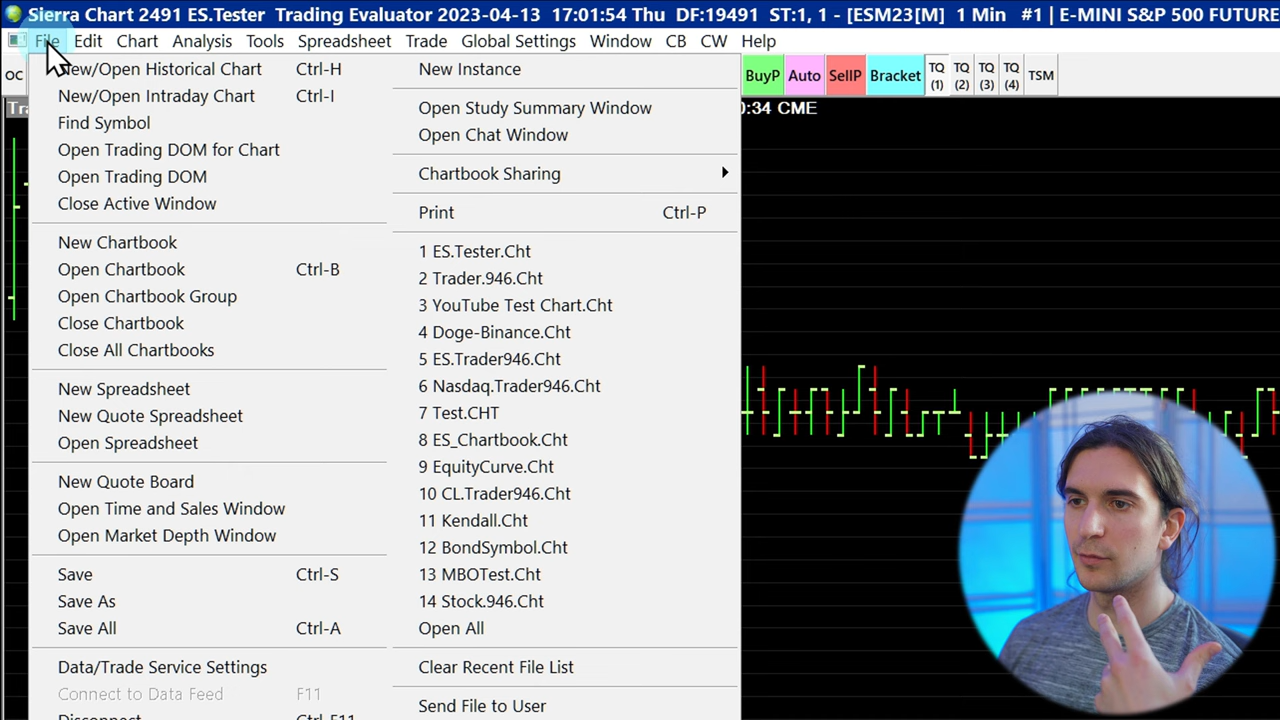 Sierra Chart 2491 ES.Tester Trading Evaluator 2023-04-13 17:01:54 Thu DF:19491 ST:1, 1 - [ESM23[M] 1 Min #1 | E-MINI S&P 500 FUTURE
File Edit Chart Analysis Tools Spreadsheet Trade Global Settings Window CB CW Help
OC
BuyP Auto SellP Bracket TQ (1) TQ (2) TQ (3) TQ (4) TSM
Tra
0:34 CME
New/Open Historical Chart Ctrl-H
New/Open Intraday Chart Ctrl-I
Find Symbol
Open Trading DOM for Chart
Open Trading DOM
Close Active Window
New Chartbook
Open Chartbook Ctrl-B
Open Chartbook Group
Close Chartbook
Close All Chartbooks
New Spreadsheet
New Quote Spreadsheet
Open Spreadsheet
New Quote Board
Open Time and Sales Window
Open Market Depth Window
Save Ctrl-S
Save As
Save All Ctrl-A
Data/Trade Service Settings
Connect to Data Feed F11
Disconnect Ctrl-F11
New Instance
Open Study Summary Window
Open Chat Window
Chartbook Sharing
Print Ctrl-P
1 ES.Tester.Cht
2 Trader.946.Cht
3 YouTube Test Chart.Cht
4 Doge-Binance.Cht
5 ES.Trader946.Cht
6 Nasdaq.Trader946.Cht
7 Test.CHT
8 ES_Chartbook.Cht
9 EquityCurve.Cht
10 CL.Trader946.Cht
11 Kendall.Cht
12 BondSymbol.Cht
13 MBOTest.Cht
14 Stock.946.Cht
Open All
Clear Recent File List
Send File to User